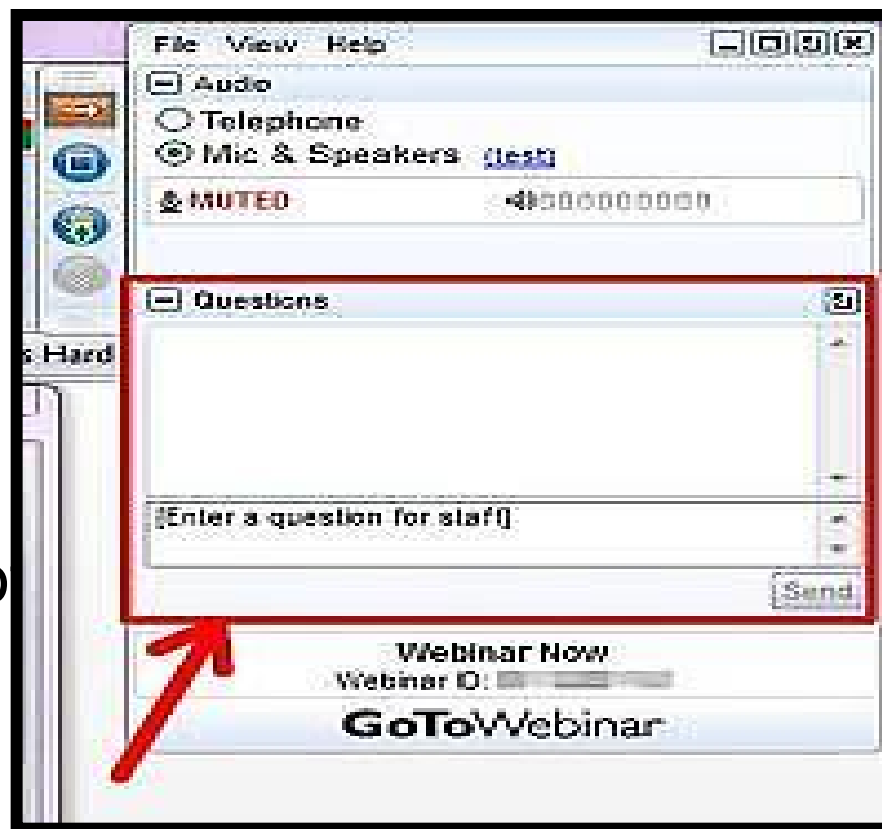 File View Help
Audio
Telephone
Mic & Speakers (test)
MUTED
s Hard
Questions
[Enter a question for staff]
Send
Webinar Now
Webinar ID:
GoToWebinar